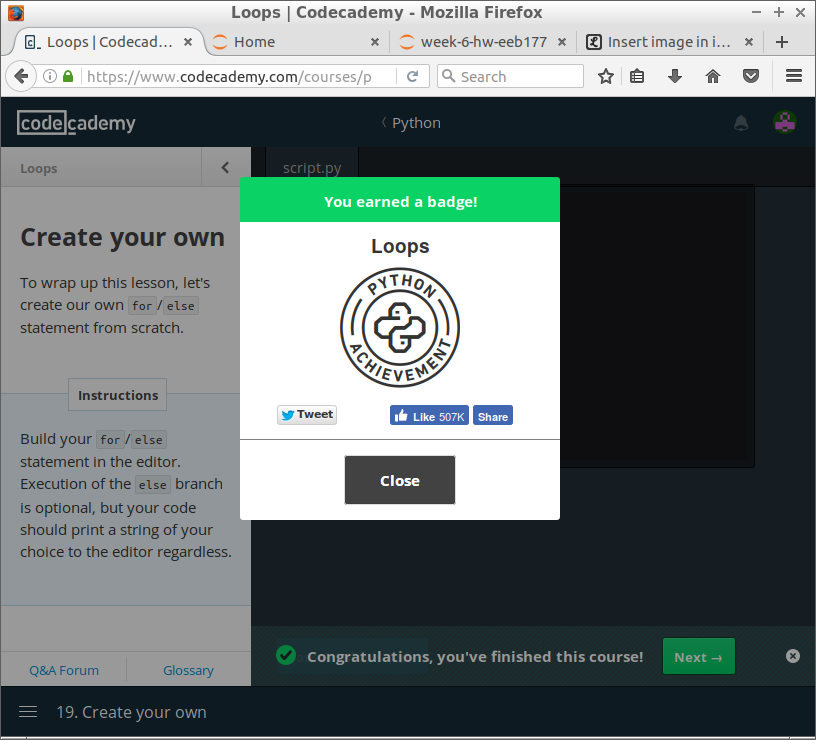 Loops | Codecademy - Mozilla Firefox
Loops | Codecad...
Home
week-6-hw-eeb177
Insert image in i...
https://www.codecademy.com/courses/p
Search
codecademy
Python
Loops
script.py
You earned a badge!
Loops
PYTHON
ACHIEVEMENT
Tweet
Like 507K
Share
Close
Create your own
To wrap up this lesson, let's
create our own for/else
statement from scratch.
Instructions
Build your for/else
statement in the editor.
Execution of the else branch
is optional, but your code
should print a string of your
choice to the editor regardless.
Congratulations, you've finished this course!
Next →
Q&A Forum
Glossary
19. Create your own